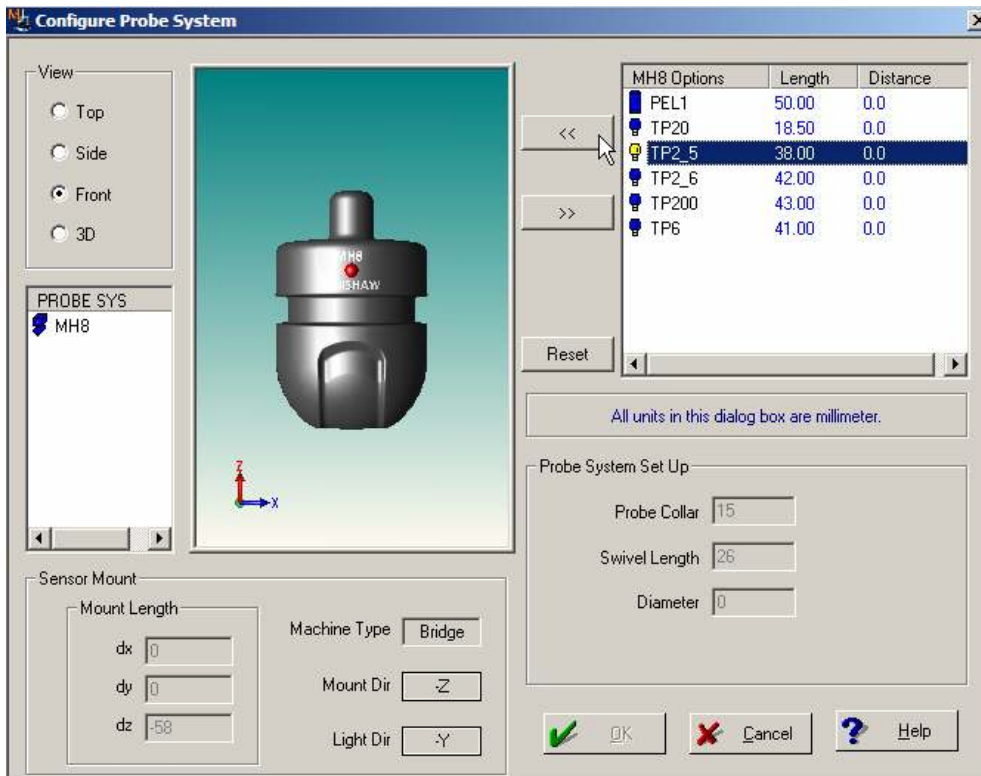 Configure Probe System
View
Top
Side
Front
3D
PROBE SYS
MH8
MH8
ISHAW
Z
X
<<
>>
Reset
MH8 Options Length Distance
PEL1 50.00 0.0
TP20 18.50 0.0
TP2_5 38.00 0.0
TP2_6 42.00 0.0
TP200 43.00 0.0
TP6 41.00 0.0
All units in this dialog box are millimeter.
Probe System Set Up
Probe Collar 15
Swivel Length 26
Diameter 0
Sensor Mount
Mount Length
dx 0
dy 0
dz -58
Machine Type Bridge
Mount Dir -Z
Light Dir -Y
OK
Cancel
Help